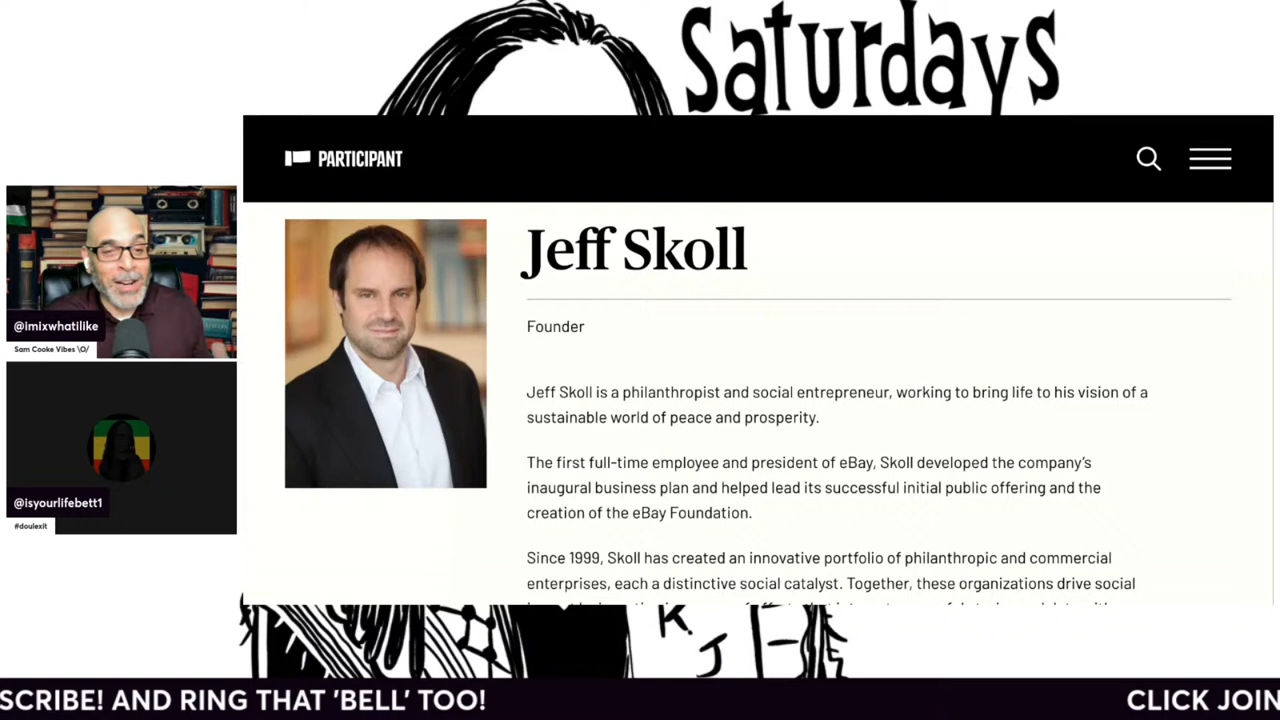 Saturdays
PARTICIPANT
@imixwhatilike
Sam Cooke Vibes \O/
@isyourlifebett1
#doulexit
Jeff Skoll
Founder
Jeff Skoll is a philanthropist and social entrepreneur, working to bring life to his vision of a
sustainable world of peace and prosperity.
The first full-time employee and president of eBay, Skoll developed the company's
inaugural business plan and helped lead its successful initial public offering and the
creation of the eBay Foundation.
Since 1999, Skoll has created an innovative portfolio of philanthropic and commercial
enterprises, each a distinctive social catalyst. Together, these organizations drive social
K.
J
SCRIBE! AND RING THAT 'BELL' TOO!
CLICK JOIN